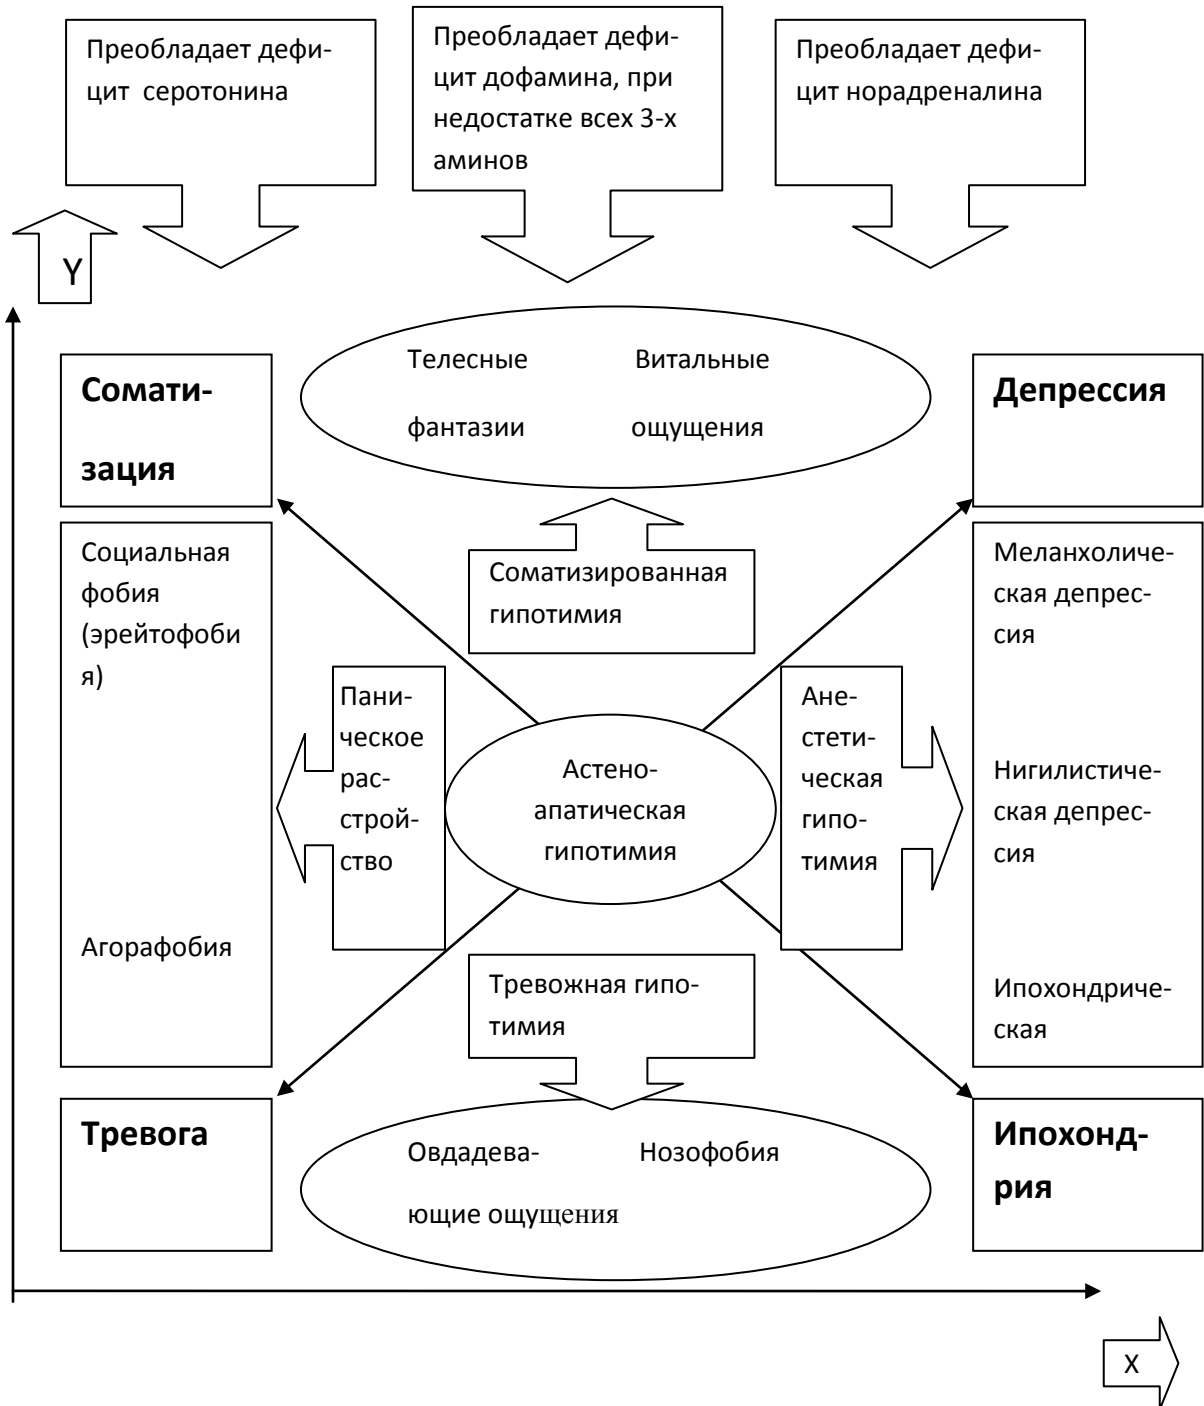 Преобладает дефи-
цит серотонина
Преобладает дефи-
цит дофамина, при
недостатке всех 3-х
аминов
Преобладает дефи-
цит норадреналина
Y
Сомати-
зация
Телесные Витальные
фантазии ощущения
Депрессия
Социальная
фобия
(эрейтофоби
я)
Агорафобия
Соматизированная
гипотимия
Пани-
ческое
рас-
строй-
ство
Астено-
апатическая
гипотимия
Ане-
стети-
ческая
гипо-
тимия
Меланхоличе-
ская депрес-
сия
Нигилистиче-
ская депрес-
сия
Ипохондриче-
ская
Тревожная гипо-
тимия
Тревога
Овдадева- Нозофобия
ющие ощущения
Ипохонд-
рия
X